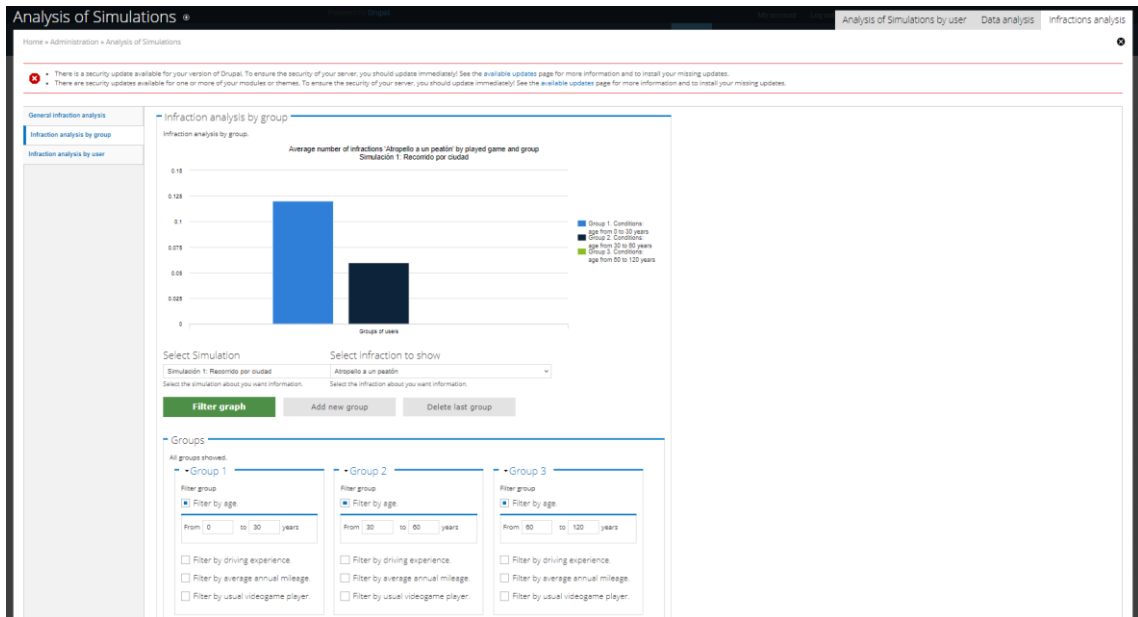 Analysis of Simulations
My account
Analysis of Simulations by user
Data analysis
Infractions analysis
Home » Administration » Analysis of Simulations
There is a security update available for your version of Drupal. To ensure the security of your server, you should update immediately! See the available updates page for more information and to install your missing updates.
There are security updates available for one or more of your modules or themes. To ensure the security of your server, you should update immediately! See the available updates page for more information and to install your missing updates.
General infraction analysis
Infraction analysis by group
Infraction analysis by user
Infraction analysis by group
Infraction analysis by group.
Average number of infractions 'Atropello a un peatón' by played game and group
Simulación 1: Recorrido por ciudad
0.15
0.125
0.1
0.075
0.05
0.025
0
Groups of users
Group 1. Conditions:
age from 0 to 30 years
Group 2. Conditions:
age from 30 to 60 years
Group 3. Conditions:
age from 60 to 120 years
Select Simulation
Select infraction to show
Simulación 1: Recorrido por ciudad
Atropello a un peatón
Select the simulation about you want information.
Select the infraction about you want information.
Filter graph
Add new group
Delete last group
Groups
All groups showed.
Group 1
Filter group
Filter by age.
From 0 to 30 years
Filter by driving experience.
Filter by average annual mileage.
Filter by usual videogame player.
Group 2
Filter group
Filter by age.
From 30 to 60 years
Filter by driving experience.
Filter by average annual mileage.
Filter by usual videogame player.
Group 3
Filter group
Filter by age.
From 60 to 120 years
Filter by driving experience.
Filter by average annual mileage.
Filter by usual videogame player.